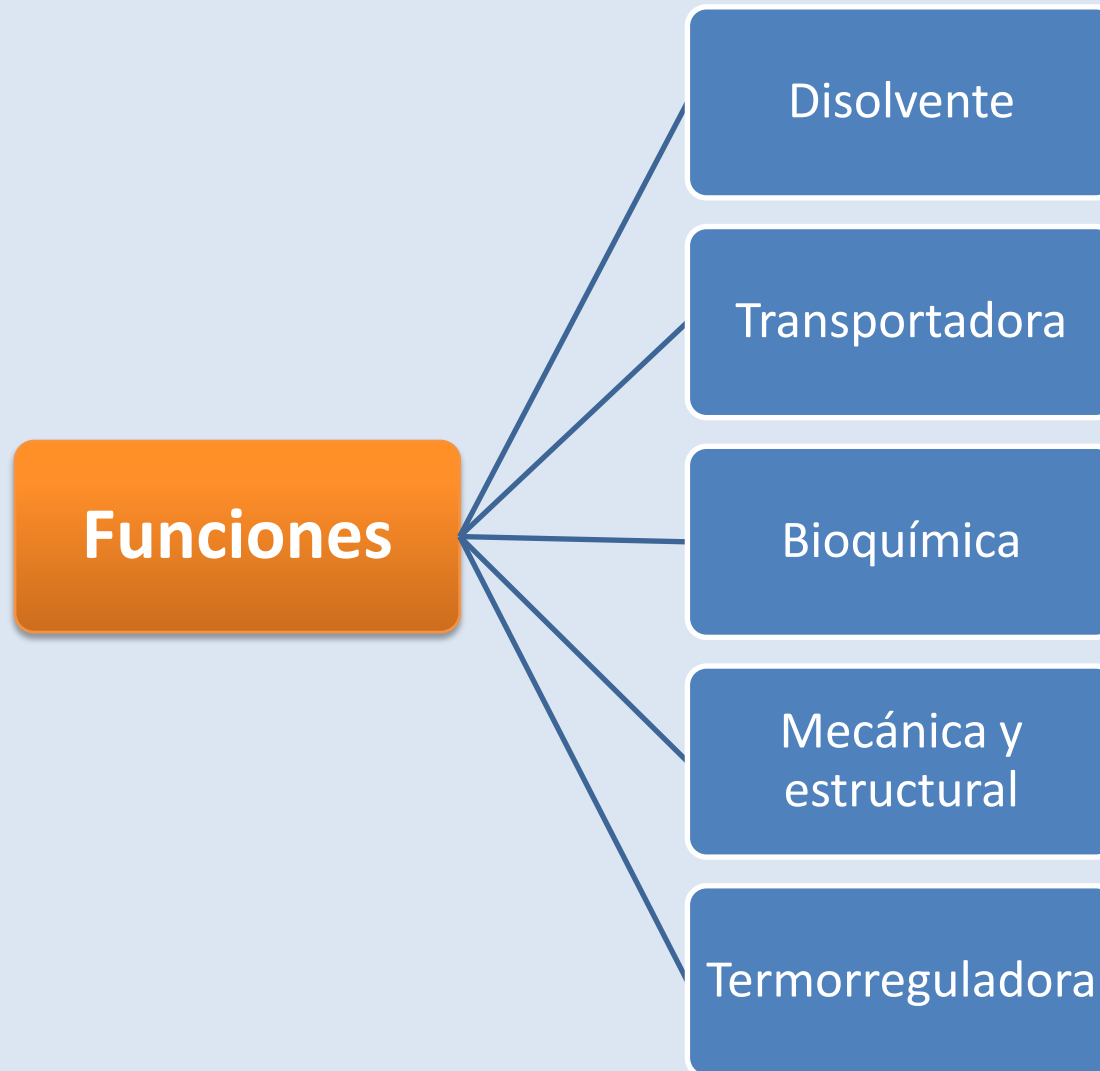 Funciones
Disolvente
Transportadora
Bioquímica
Mecánica y
estructural
Termorreguladora